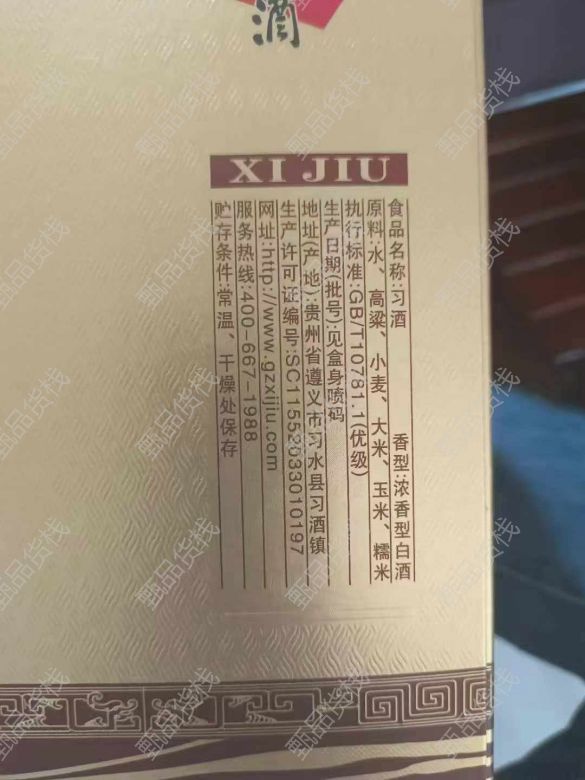 酒
XI JIU
食品名称:习酒 香型:浓香型白酒
原料:水、高粱、小麦、大米、玉米、糯米
执行标准:GB/T10781.1(优级)
生产日期(批号):见盒身喷码
地址(产地):贵州省遵义市习水县习酒镇
生产许可证编号:SC11552033010197
网址:http://www.gzxijiu.com
服务热线:400-667-1988
贮存条件:常温、干燥处保存
甄品货栈